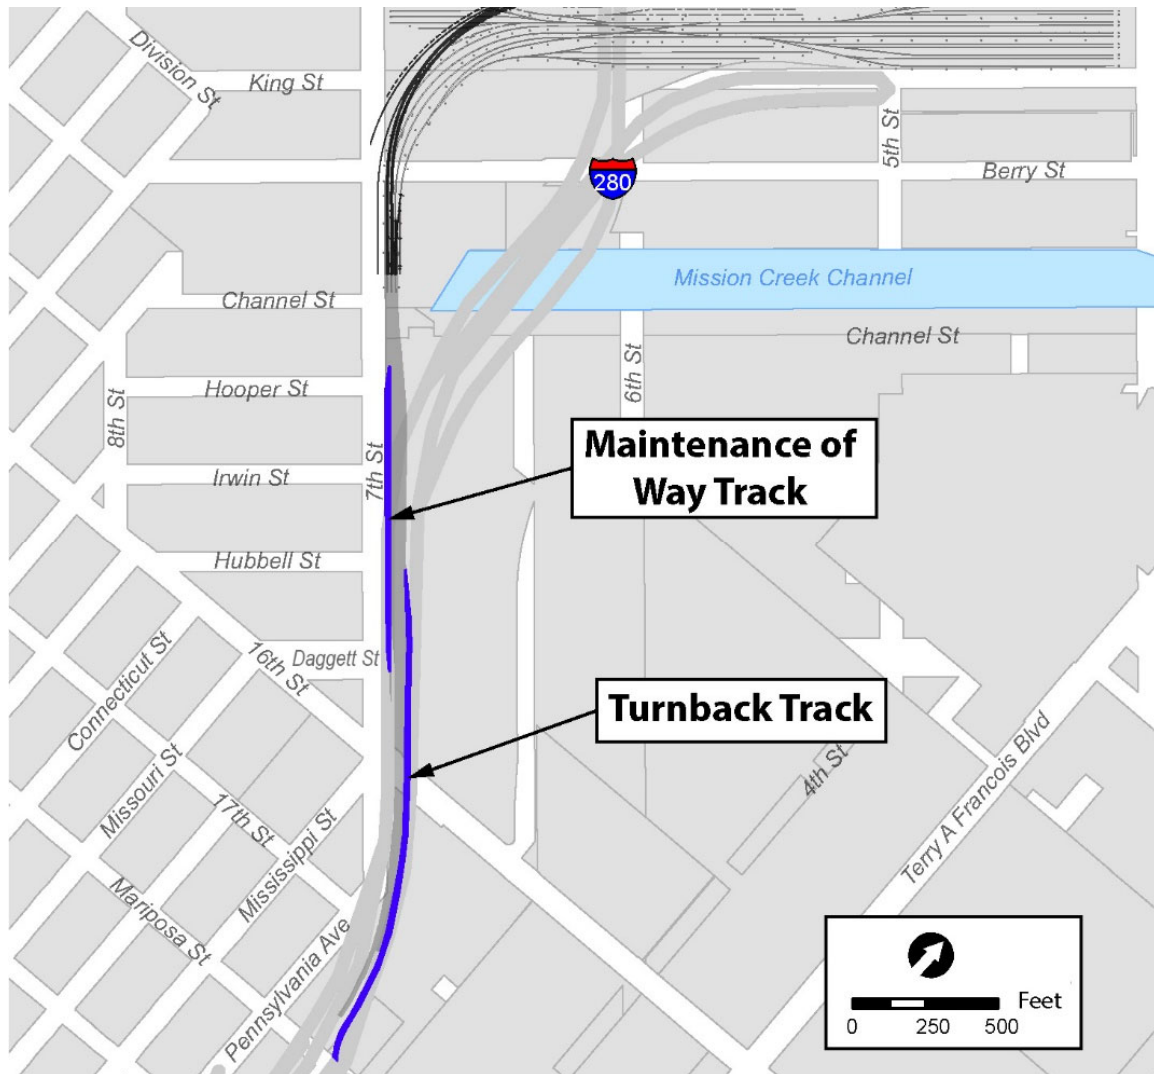 Division St
King St
5th St
Berry St
280
Mission Creek Channel
Channel St
Channel St
6th St
Hooper St
8th St
7th St
Maintenance of
Way Track
Irwin St
Hubbell St
16th St
Daggett St
Connecticut St
Turnback Track
Missouri St
4th St
Terry A Francois Blvd
17th St
Mississippi St
Mariposa St
Pennsylvania Ave
Feet
0 250 500